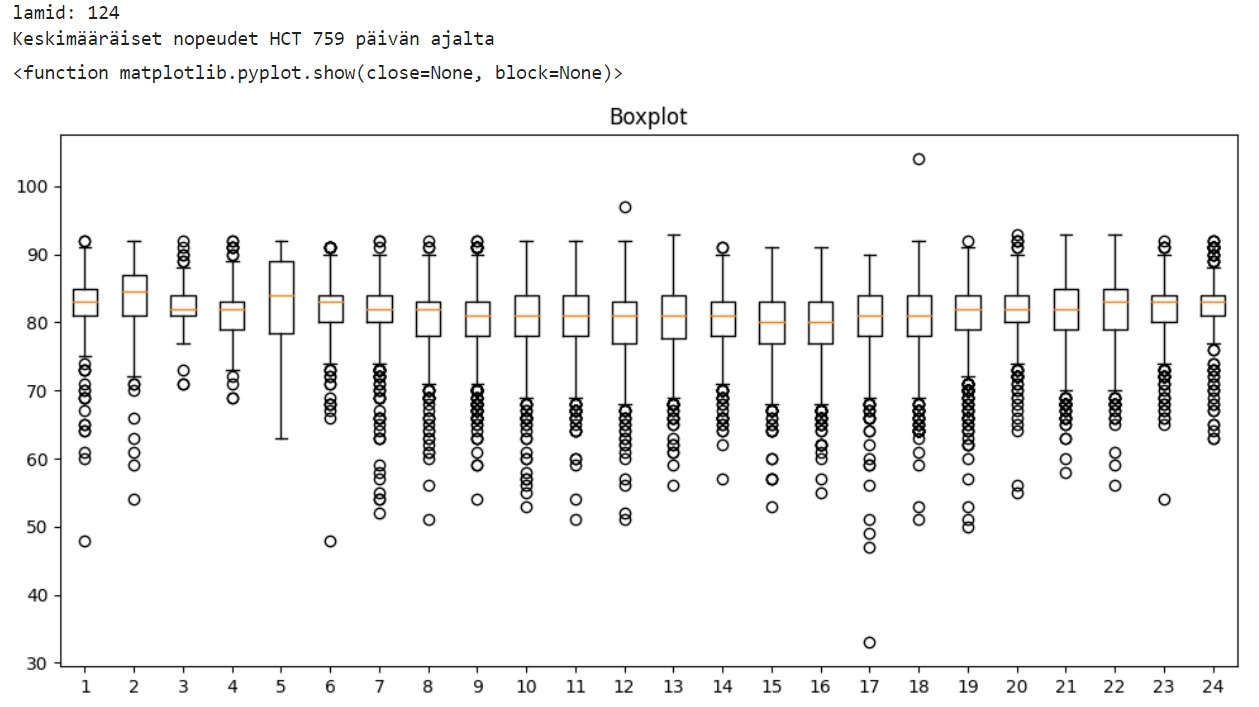 lamid: 124
Keskimääräiset nopeudet HCT 759 päivän ajalta
<function matplotlib.pyplot.show(close=None, block=None)>
Boxplot
100
90
80
70
60
50
40
30
1 2 3 4 5 6 7 8 9 10 11 12 13 14 15 16 17 18 19 20 21 22 23 24